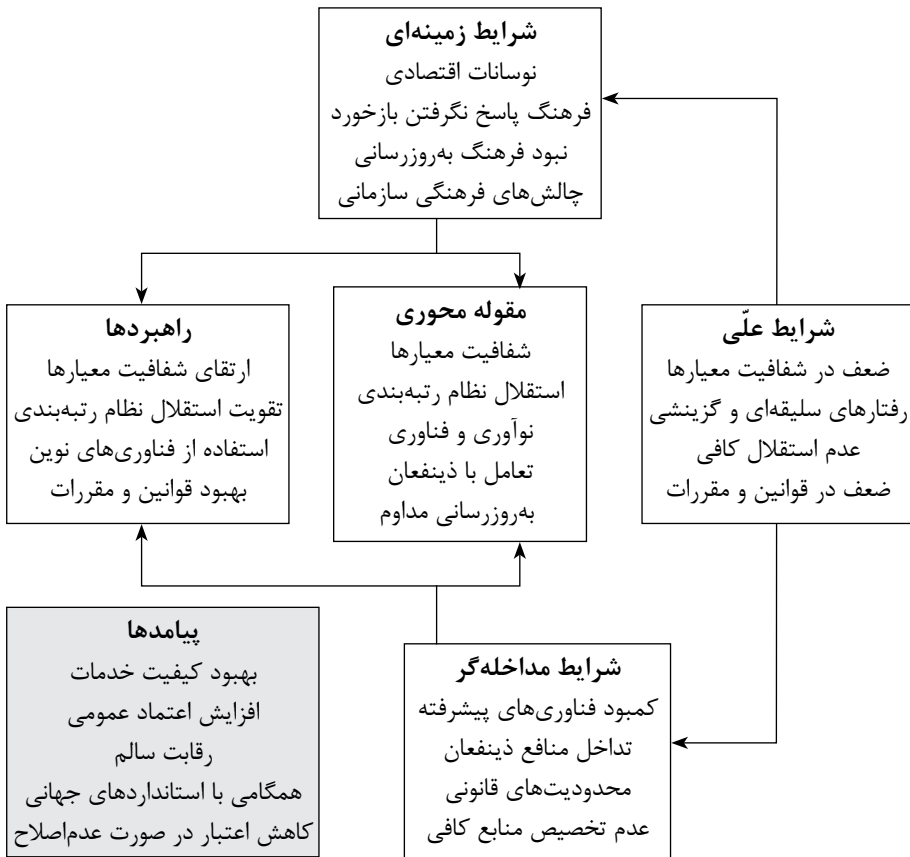 شرایط زمینه‌ای
نوسانات اقتصادی
فرهنگ پاسخ نگرفتن بازخورد
نبود فرهنگ به‌روزرسانی
چالش‌های فرهنگی سازمانی
شرایط علّی
ضعف در شفافیت معیارها
رفتارهای سلیقه‌ای و گزینشی
عدم استقلال کافی
ضعف در قوانین و مقررات
مقوله محوری
شفافیت معیارها
استقلال نظام رتبه‌بندی
نوآوری و فناوری
تعامل با ذینفعان
به‌روزرسانی مداوم
راهبردها
ارتقای شفافیت معیارها
تقویت استقلال نظام رتبه‌بندی
استفاده از فناوری‌های نوین
بهبود قوانین و مقررات
شرایط مداخله‌گر
کمبود فناوری‌های پیشرفته
تداخل منافع ذینفعان
محدودیت‌های قانونی
عدم تخصیص منابع کافی
پیامدها
بهبود کیفیت خدمات
افزایش اعتماد عمومی
رقابت سالم
همگامی با استانداردهای جهانی
کاهش اعتبار در صورت عدم‌اصلاح